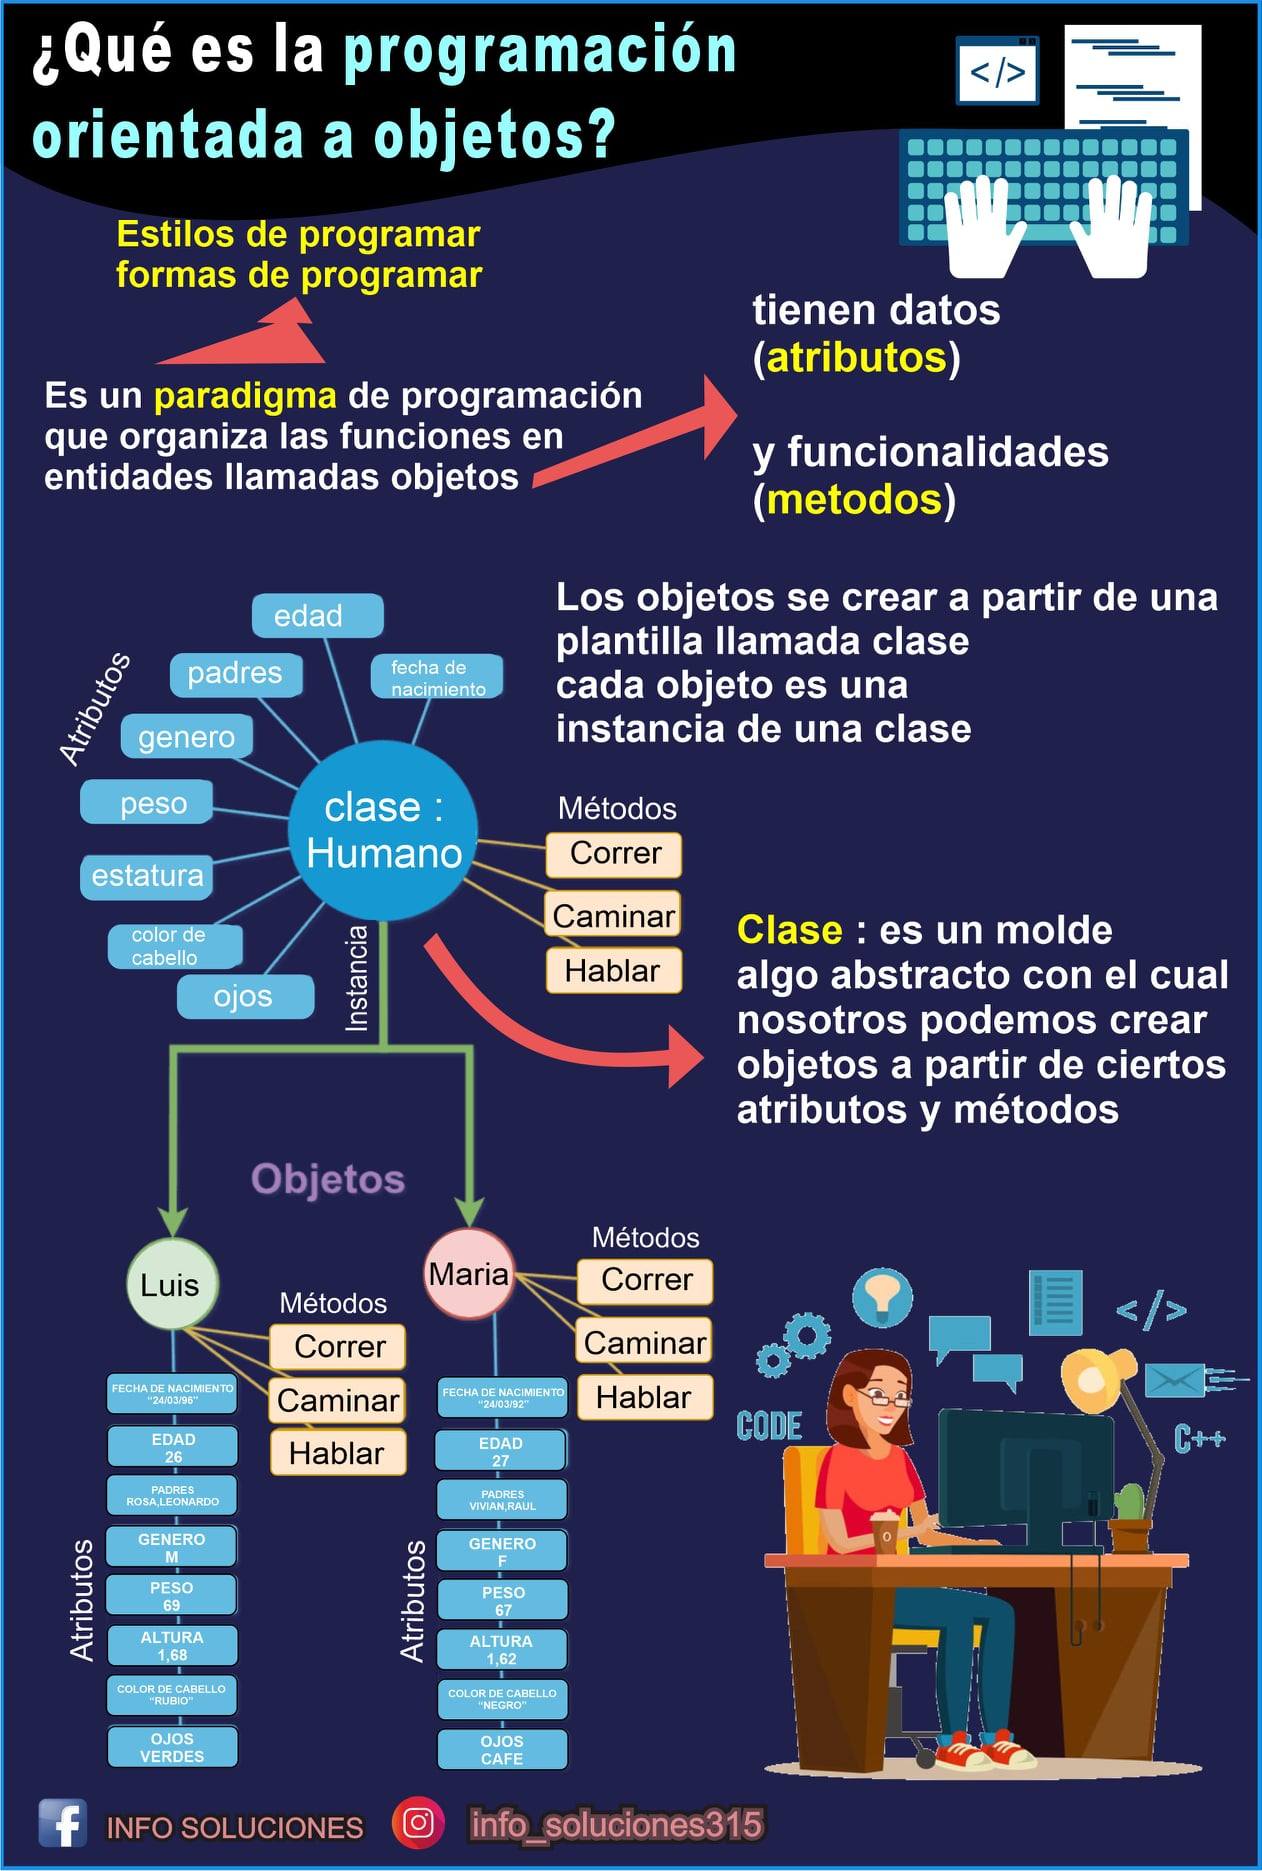 ¿Qué es la programación
orientada a objetos?
</>
Estilos de programar
formas de programar
Es un paradigma de programación
que organiza las funciones en
entidades llamadas objetos
tienen datos
(atributos)
y funcionalidades
(metodos)
Los objetos se crear a partir de una
plantilla llamada clase
cada objeto es una
instancia de una clase
Atributos
edad
padres
fecha de
nacimiento
genero
peso
estatura
color de
cabello
ojos
clase :
Humano
Métodos
Correr
Caminar
Hablar
Instancia
Clase : es un molde
algo abstracto con el cual
nosotros podemos crear
objetos a partir de ciertos
atributos y métodos
Objetos
Luis
Métodos
Correr
Caminar
Hablar
Atributos
FECHA DE NACIMIENTO
“24/03/96”
EDAD
26
PADRES
ROSA,LEONARDO
GENERO
M
PESO
69
ALTURA
1,68
COLOR DE CABELLO
“RUBIO”
OJOS
VERDES
Maria
Métodos
Correr
Caminar
Hablar
Atributos
FECHA DE NACIMIENTO
“24/03/92”
EDAD
27
PADRES
VIVIAN,RAUL
GENERO
F
PESO
67
ALTURA
1,62
COLOR DE CABELLO
“NEGRO”
OJOS
CAFE
</>
CODE
C++
INFO SOLUCIONES
info_soluciones315